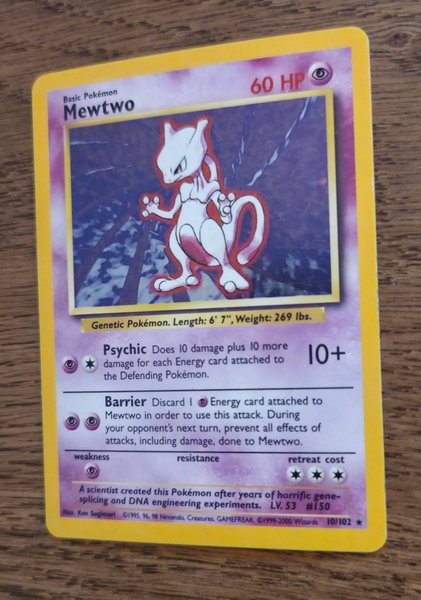 Basic Pokémon
Mewtwo
60 HP
Genetic Pokémon. Length: 6' 7", Weight: 269 lbs.
Psychic Does 10 damage plus 10 more
damage for each Energy card attached to
the Defending Pokémon.
10+
Barrier Discard 1 Energy card attached to
Mewtwo in order to use this attack. During
your opponent's next turn, prevent all effects of
attacks, including damage, done to Mewtwo.
weakness resistance retreat cost
A scientist created this Pokémon after years of horrific gene-
splicing and DNA engineering experiments. LV. 53 #150
Illus. Ken Sugimori ©1995, 96, 98 Nintendo, Creatures, GAMEFREAK. ©1999-2000 Wizards. 10/102 ★